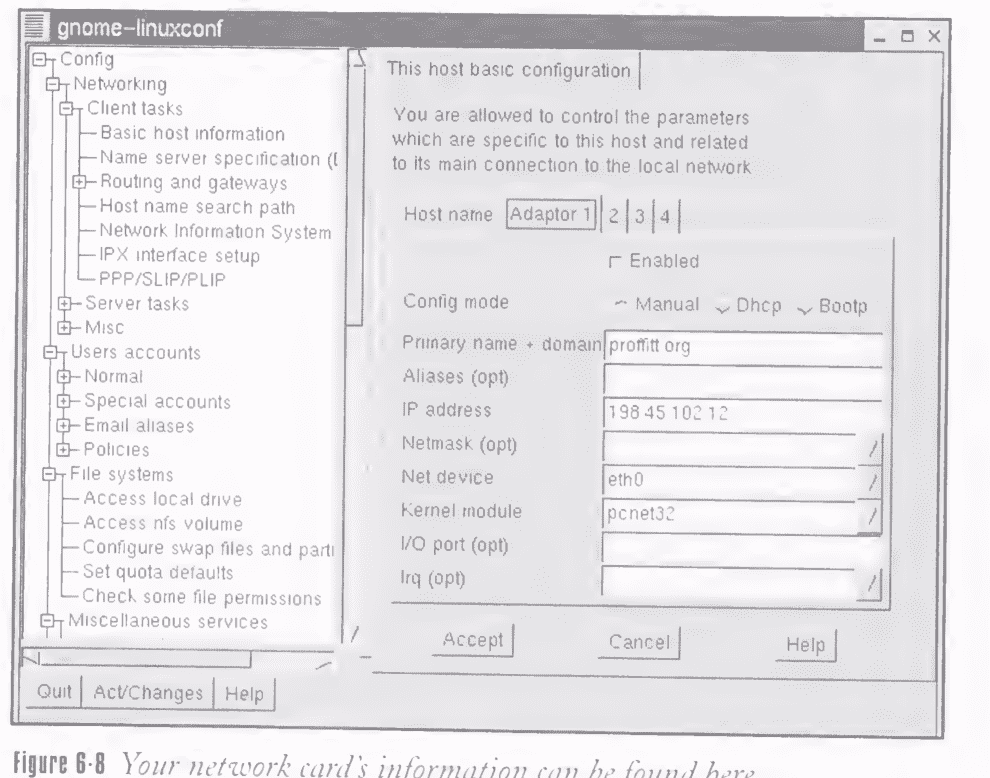 gnome-linuxconf
Config
Networking
Client tasks
Basic host information
Name server specification (
Routing and gateways
Host name search path
Network Information System
IPX interface setup
PPP/SLIP/PLIP
Server tasks
Misc
Users accounts
Normal
Special accounts
Email aliases
Policies
File systems
Access local drive
Access nfs volume
Configure swap files and parti
Set quota defaults
Check some file permissions
Miscellaneous services
Quit Act/Changes Help
This host basic configuration
You are allowed to control the parameters
which are specific to this host and related
to its main connection to the local network
Host name Adaptor 1 2 3 4
Enabled
Config mode Manual Dhcp Bootp
Primary name + domain proffitt org
Aliases (opt)
IP address 198 45 102 12
Netmask (opt)
Net device eth0
Kernel module pcnet32
I/O port (opt)
Irq (opt)
Accept Cancel Help
Figure 6-8 Your network card's information can be found here